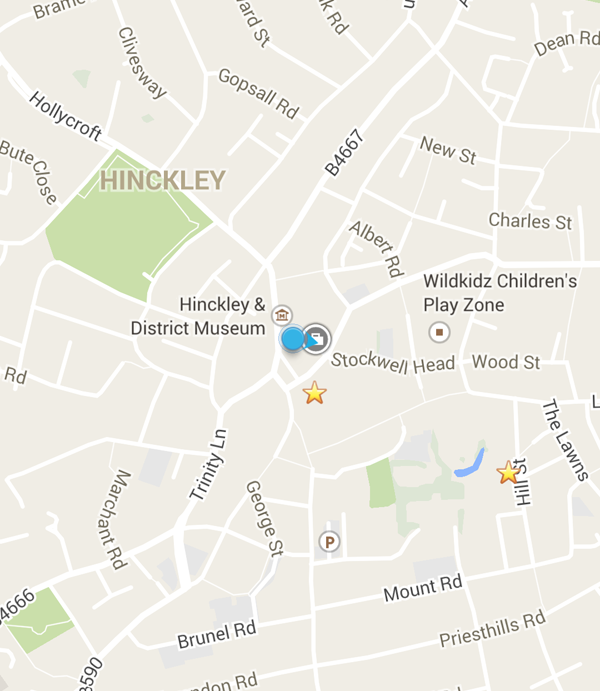 Clivesway
Dean Rd
Gopsall Rd
Hollycroft
B4667
New St
Bute Close
HINCKLEY
Charles St
Albert Rd
Wildkidz Children's
Play Zone
Hinckley &
District Museum
Stockwell Head
Wood St
Rd
The Lawns
Trinity Ln
Hill St
Marchant Rd
George St
P
Mount Rd
Brunel Rd
Priesthills Rd
Rd